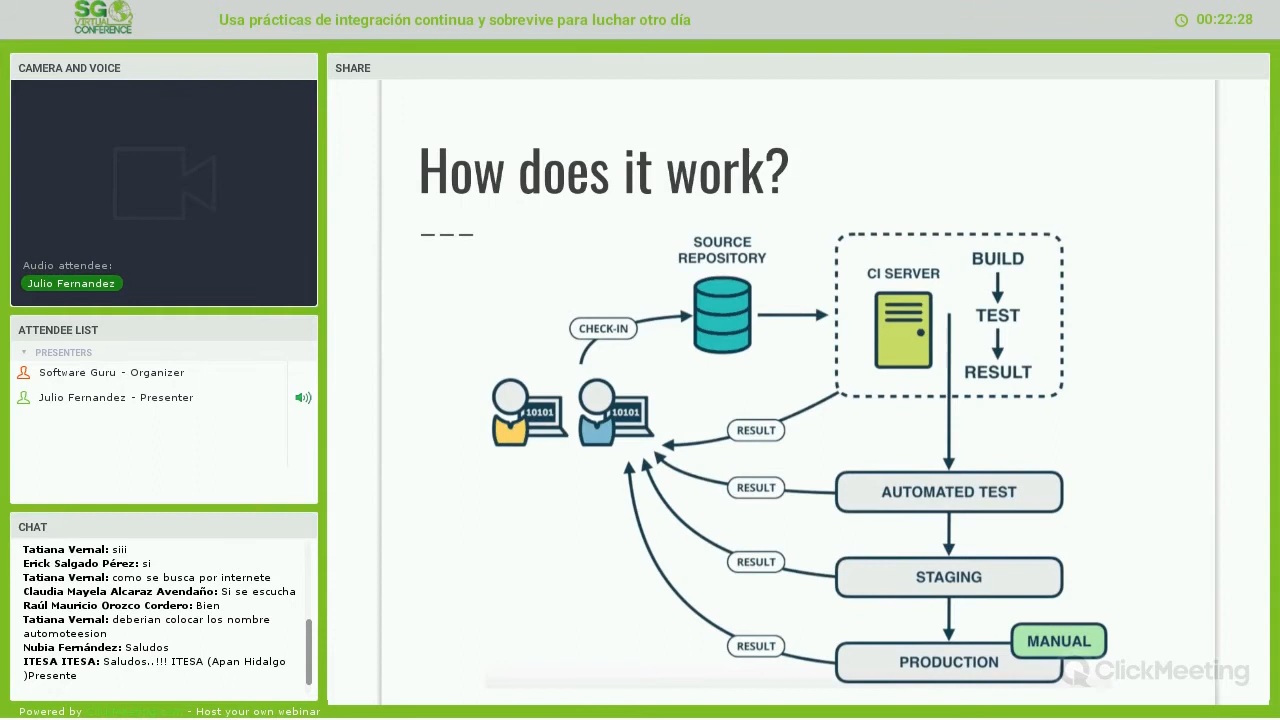 SG
VIRTUAL
CONFERENCE
Usa prácticas de integración continua y sobrevive para luchar otro día
00:22:28
CAMERA AND VOICE
Audio attendee:
Julio Fernandez
ATTENDEE LIST
PRESENTERS
Software Guru - Organizer
Julio Fernandez - Presenter
CHAT
Tatiana Vernal: siii
Erick Salgado Pérez: si
Tatiana Vernal: como se busca por internete
Claudia Mayela Alcaraz Avendaño: Si se escucha
Raúl Mauricio Orozco Cordero: Bien
Tatiana Vernal: deberian colocar los nombre
automoteesion
Nubia Fernández: Saludos
ITESA ITESA: Saludos..!!! ITESA (Apan Hidalgo
)Presente
Powered by - Host your own webinar
SHARE
How does it work?
SOURCE
REPOSITORY
CHECK-IN
CI SERVER
BUILD
TEST
RESULT
10101
10101
RESULT
RESULT
AUTOMATED TEST
RESULT
STAGING
RESULT
MANUAL
PRODUCTION
ClickMeeting